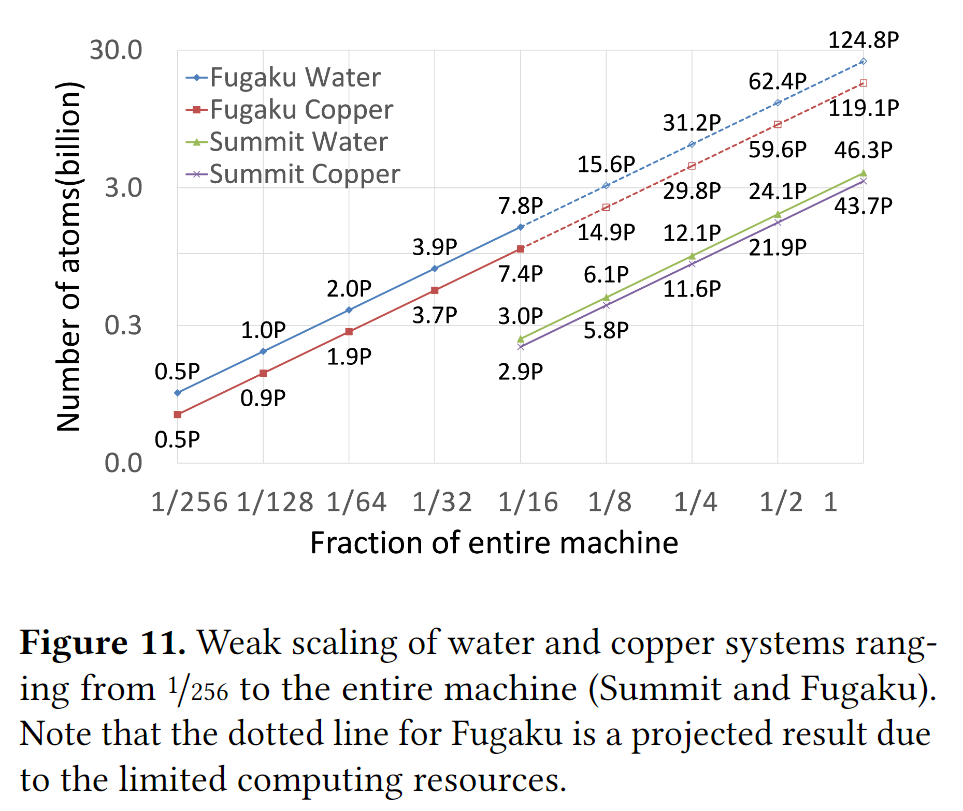 30.0
3.0
0.3
0.0
Number of atoms(billion)
Fugaku Water
Fugaku Copper
Summit Water
Summit Copper
124.8P
62.4P
119.1P
31.2P
59.6P
46.3P
15.6P
29.8P
24.1P
43.7P
7.8P
14.9P
12.1P
21.9P
3.9P
7.4P
6.1P
11.6P
2.0P
3.7P
3.0P
5.8P
1.0P
1.9P
2.9P
0.5P
0.9P
0.5P
1/256 1/128 1/64 1/32 1/16 1/8 1/4 1/2 1
Fraction of entire machine
Figure 11. Weak scaling of water and copper systems rang-
ing from 1/256 to the entire machine (Summit and Fugaku).
Note that the dotted line for Fugaku is a projected result due
to the limited computing resources.